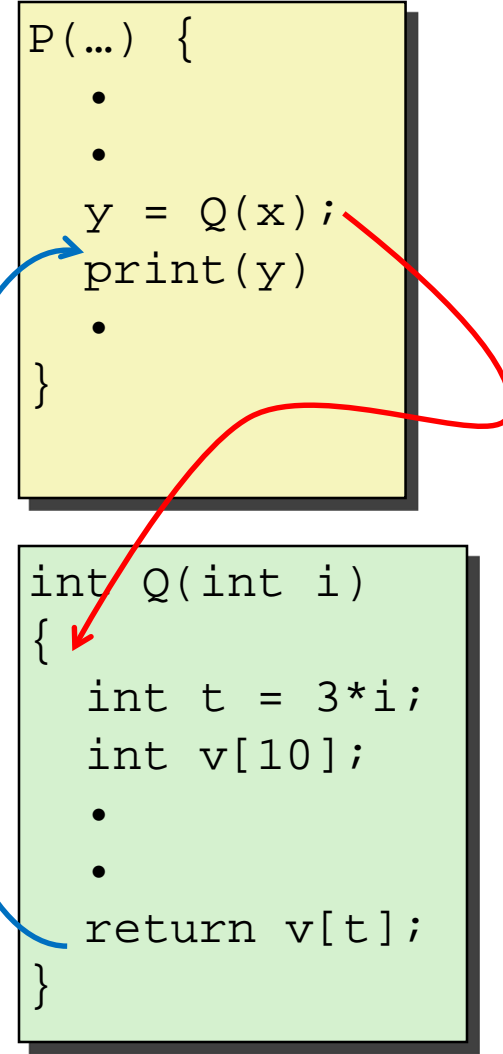 P(…) {
•
•
y = Q(x);
print(y)
•
}
int Q(int i)
{
int t = 3*i;
int v[10];
•
•
return v[t];
}